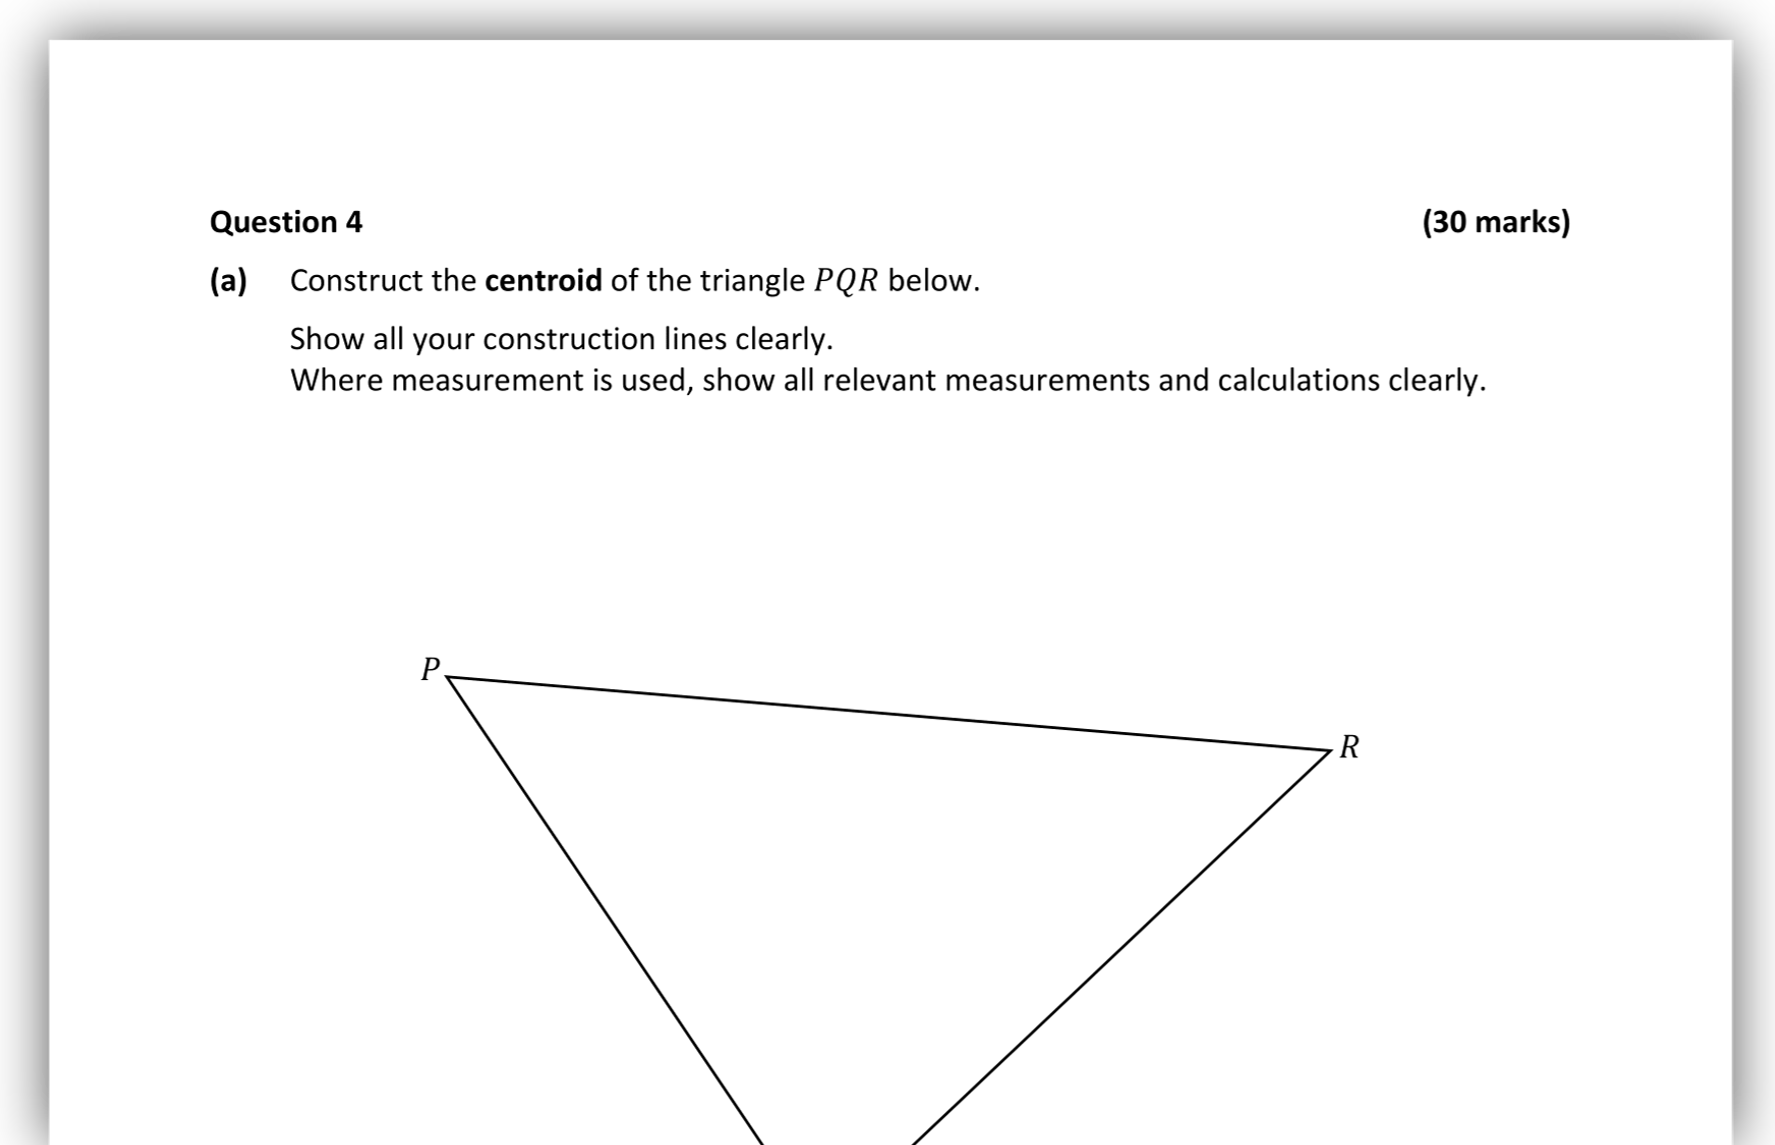 Question 4 (30 marks)
(a) Construct the centroid of the triangle PQR below.
Show all your construction lines clearly.
Where measurement is used, show all relevant measurements and calculations clearly.
P
R